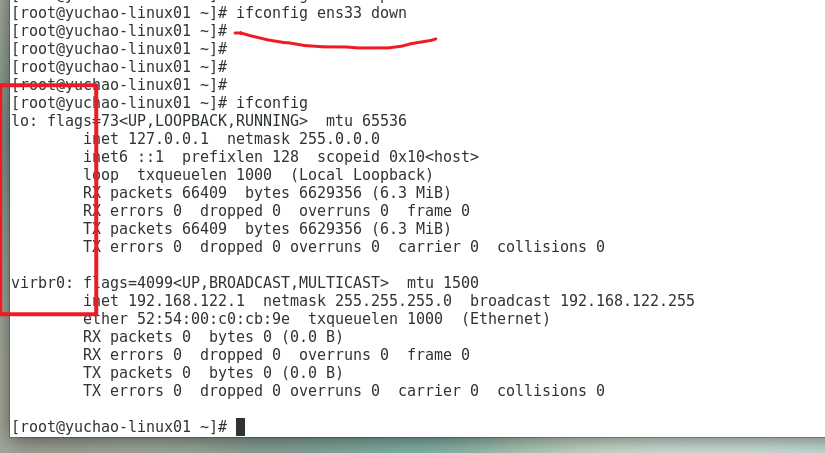 [root@yuchao-linux01 ~]# ifconfig ens33 down
[root@yuchao-linux01 ~]#
[root@yuchao-linux01 ~]#
[root@yuchao-linux01 ~]#
[root@yuchao-linux01 ~]#
[root@yuchao-linux01 ~]# ifconfig
lo: flags=73<UP,LOOPBACK,RUNNING>  mtu 65536
        inet 127.0.0.1  netmask 255.0.0.0
        inet6 ::1  prefixlen 128  scopeid 0x10<host>
        loop  txqueuelen 1000  (Local Loopback)
        RX packets 66409  bytes 6629356 (6.3 MiB)
        RX errors 0  dropped 0  overruns 0  frame 0
        TX packets 66409  bytes 6629356 (6.3 MiB)
        TX errors 0  dropped 0 overruns 0  carrier 0  collisions 0
virbr0: flags=4099<UP,BROADCAST,MULTICAST>  mtu 1500
        inet 192.168.122.1  netmask 255.255.255.0  broadcast 192.168.122.255
        ether 52:54:00:c0:cb:9e  txqueuelen 1000  (Ethernet)
        RX packets 0  bytes 0 (0.0 B)
        RX errors 0  dropped 0  overruns 0  frame 0
        TX packets 0  bytes 0 (0.0 B)
        TX errors 0  dropped 0 overruns 0  carrier 0  collisions 0
[root@yuchao-linux01 ~]#